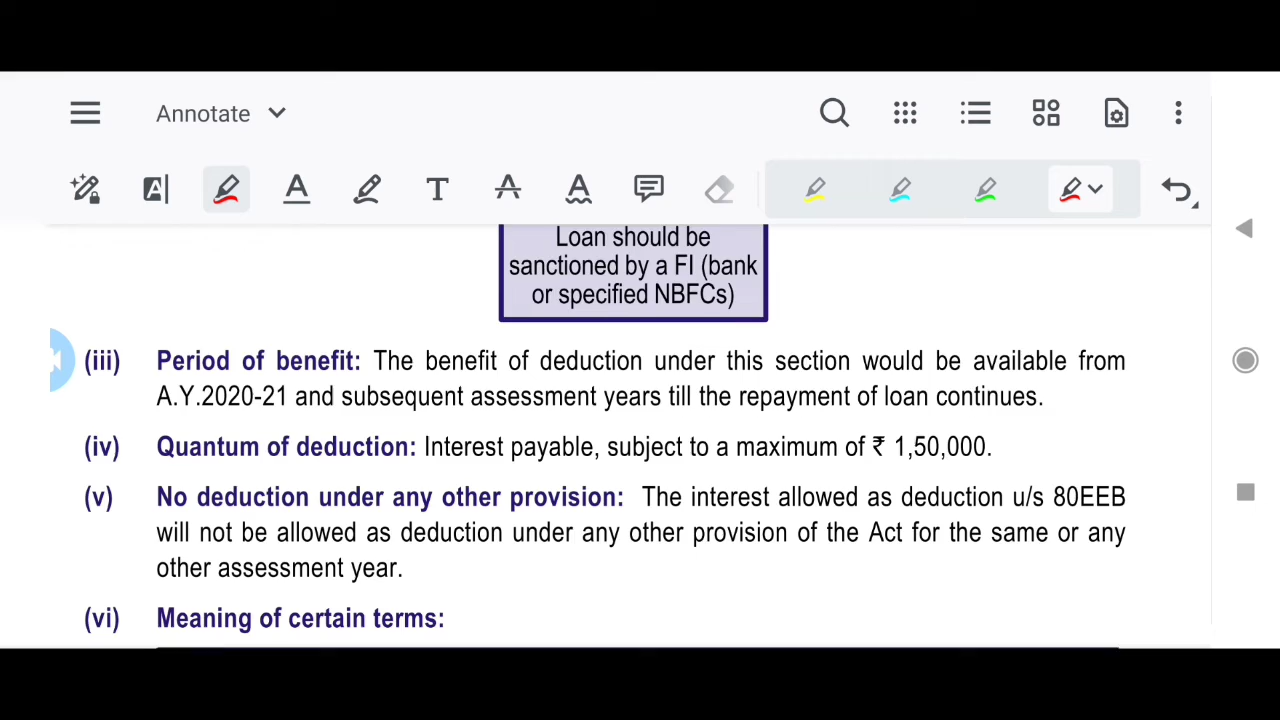 Annotate
Loan should be
sanctioned by a FI (bank
or specified NBFCs)
(iii) Period of benefit: The benefit of deduction under this section would be available from
A.Y.2020-21 and subsequent assessment years till the repayment of loan continues.
(iv) Quantum of deduction: Interest payable, subject to a maximum of ₹ 1,50,000.
(v) No deduction under any other provision: The interest allowed as deduction u/s 80EEB
will not be allowed as deduction under any other provision of the Act for the same or any
other assessment year.
(vi) Meaning of certain terms: